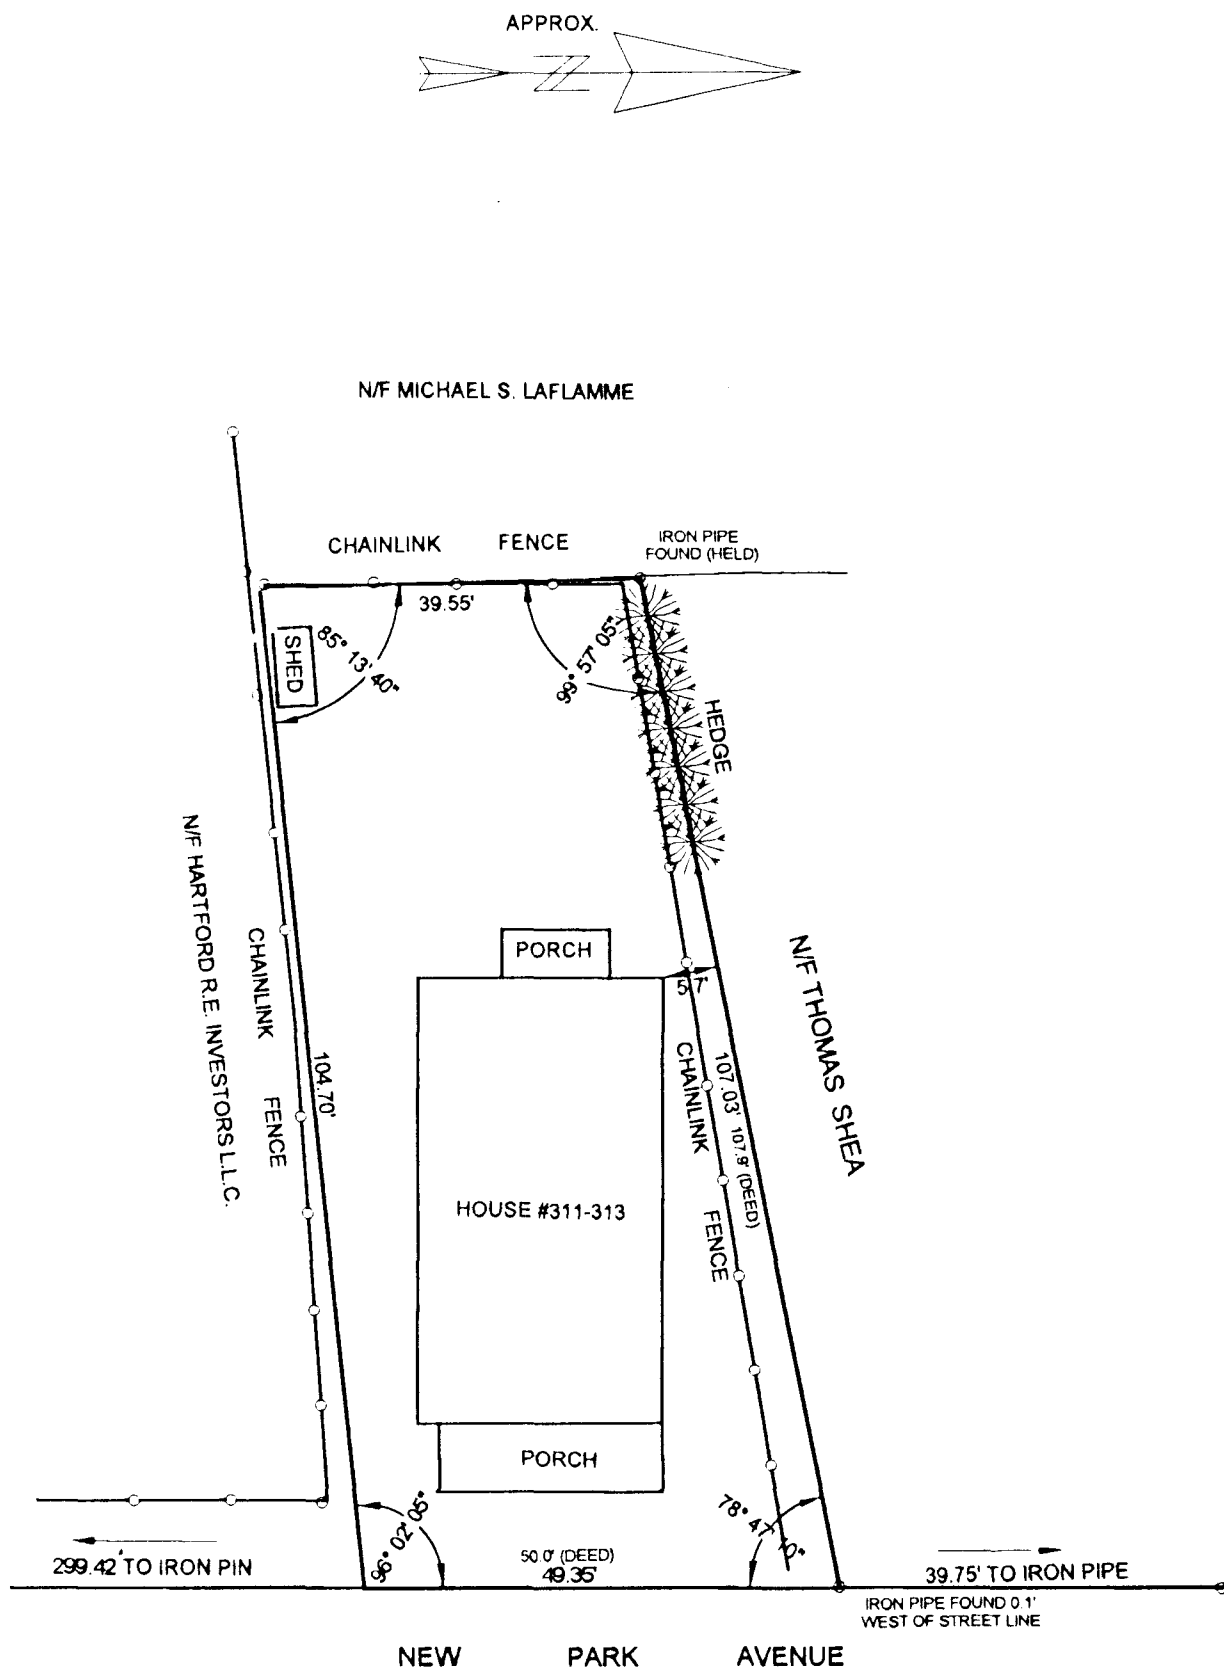 APPROX.
N
N/F MICHAEL S. LAFLAMME
CHAINLINK FENCE
IRON PIPE
FOUND (HELD)
39.55'
SHED
85° 13' 40"
99° 57' 05"
HEDGE
N/F HARTFORD R.E. INVESTORS L.L.C.
CHAINLINK FENCE
104.70'
PORCH
5.7'
N/F THOMAS SHEA
CHAINLINK FENCE
107.03' 107.9' (DEED)
HOUSE #311-313
PORCH
96° 02' 05"
78° 47' 10"
50.0' (DEED)
49.35'
299.42' TO IRON PIN
39.75' TO IRON PIPE
IRON PIPE FOUND 0.1'
WEST OF STREET LINE
NEW PARK AVENUE